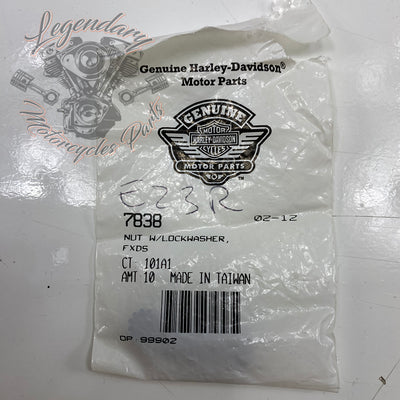 Legendary
Motorcycles Parts
Genuine Harley-Davidson®
Motor Parts
GENUINE
MOTOR
HARLEY-DAVIDSON
CYCLES
MOTOR PARTS
E23R
7838 02-12
NUT W/LOCKWASHER,
FXDS
CT 101A1
AMT 10 MADE IN TAIWAN
OP 99902